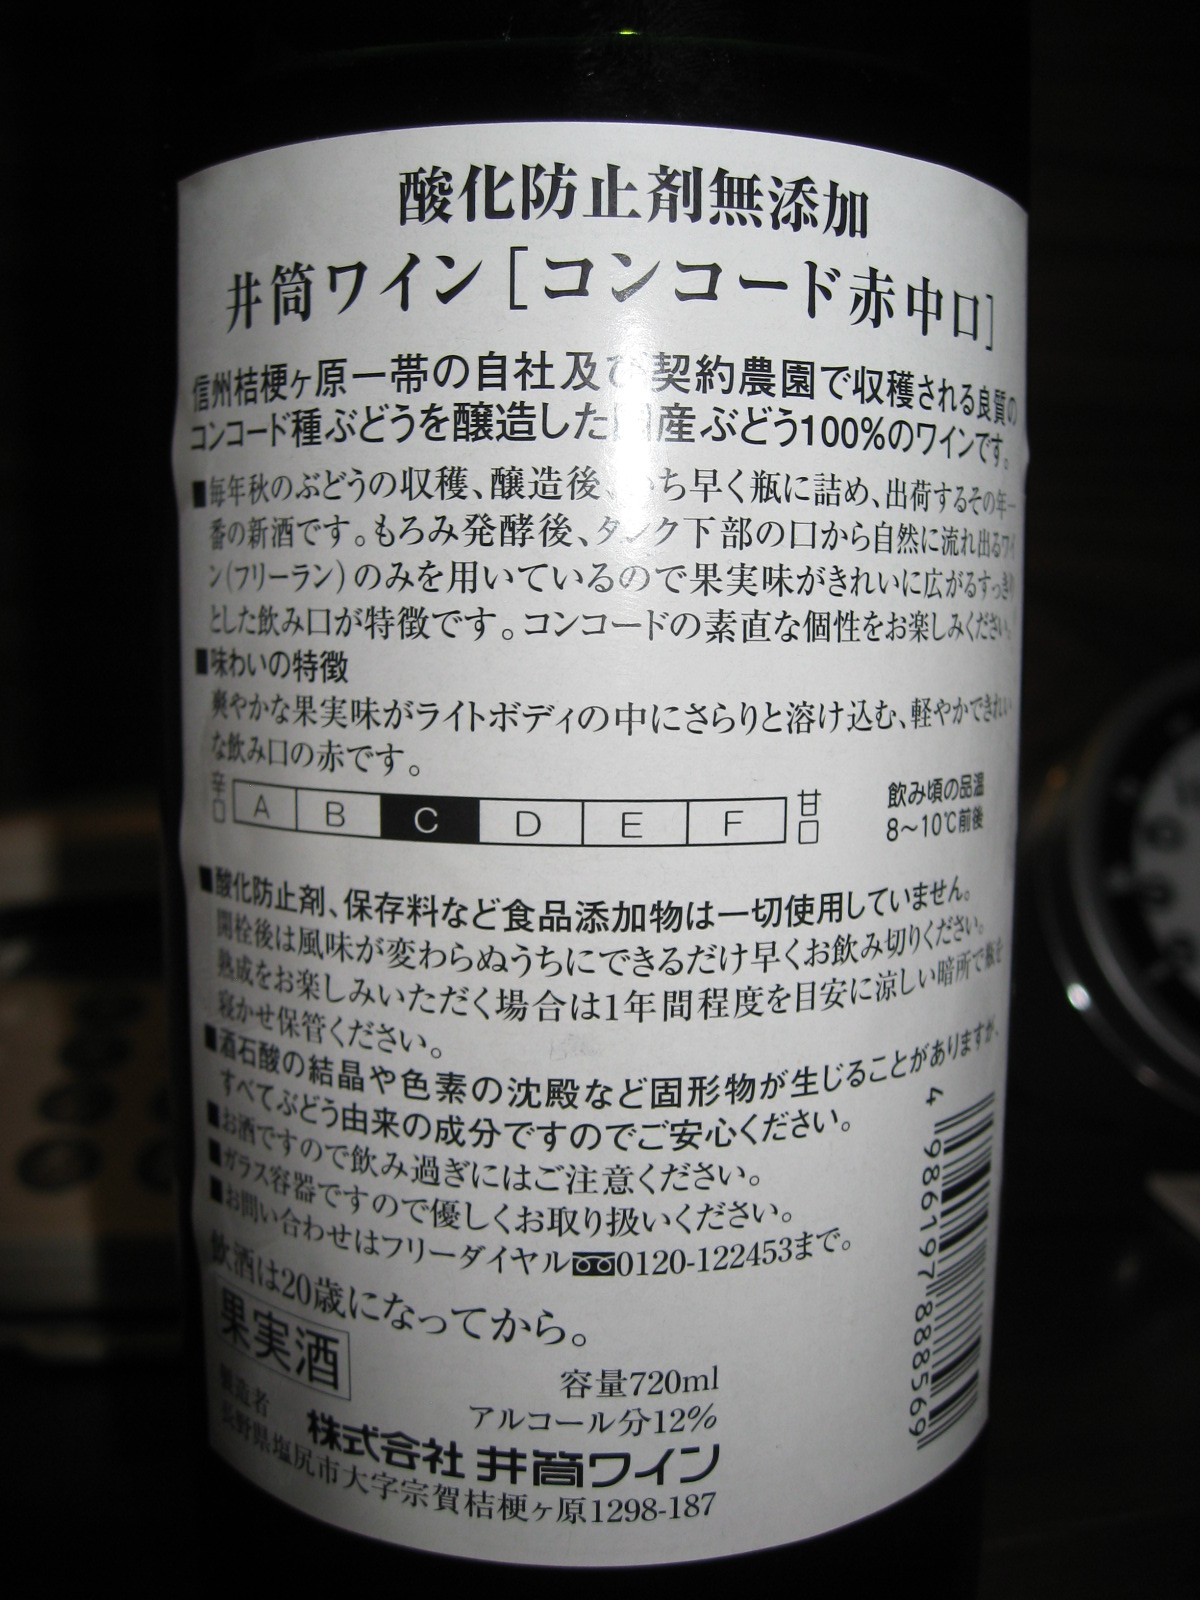 酸化防止剤無添加
井筒ワイン［コンコード赤中口］
信州桔梗ヶ原一帯の自社及び契約農園で収穫される良質の
コンコード種ぶどうを醸造した国産ぶどう100%のワインです。
■毎年秋のぶどうの収穫、醸造後、いち早く瓶に詰め、出荷するその年一
番の新酒です。もろみ発酵後、タンク下部の口から自然に流れ出るワイ
ン（フリーラン）のみを用いているので果実味がきれいに広がるすっきり
とした飲み口が特徴です。コンコードの素直な個性をお楽しみください。
■味わいの特徴
爽やかな果実味がライトボディの中にさらりと溶け込む、軽やかできれい
な飲み口の赤です。
辛口 A B C D E F 甘口
飲み頃の品温
8〜10℃前後
■酸化防止剤、保存料など食品添加物は一切使用していません。
開栓後は風味が変わらぬうちにできるだけ早くお飲み切りください。
熟成をお楽しみいただく場合は1年間程度を目安に涼しい暗所で瓶を
寝かせ保管ください。
■酒石酸の結晶や色素の沈殿など固形物が生じることがありますが、
すべてぶどう由来の成分ですのでご安心ください。
■お酒ですので飲み過ぎにはご注意ください。
■ガラス容器ですので優しくお取り扱いください。
■お問い合わせはフリーダイヤル0120-122453まで。
飲酒は20歳になってから。
果実酒
容量720ml
アルコール分12%
製造者
株式会社 井筒ワイン
長野県塩尻市大字宗賀桔梗ヶ原1298-187
4 986197 888569